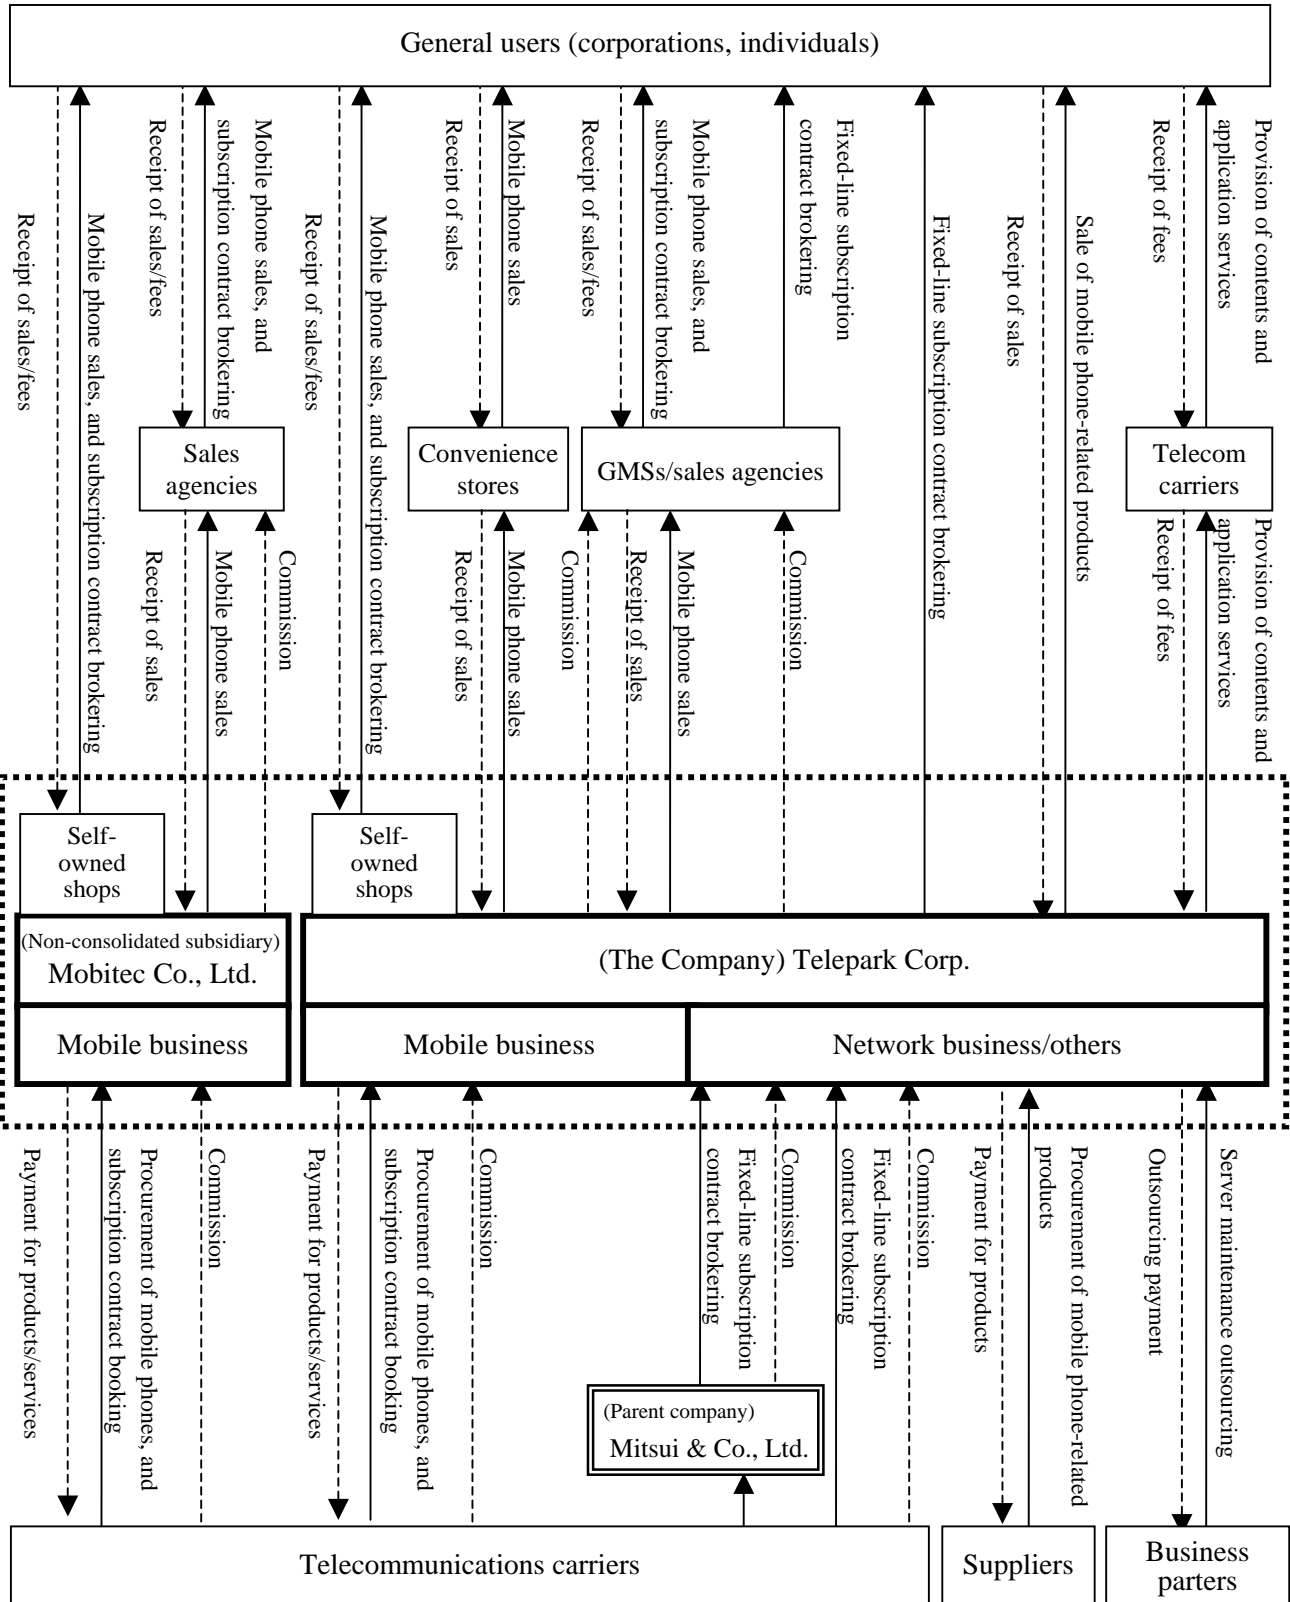 General users (corporations, individuals)
Receipt of sales/fees
Mobile phone sales, and subscription contract brokering
Receipt of sales/fees
Mobile phone sales, and
subscription contract brokering
Receipt of sales/fees
Mobile phone sales, and subscription contract brokering
Receipt of sales
Mobile phone sales
Receipt of sales/fees
Mobile phone sales, and
subscription contract brokering
Fixed-line subscription
contract brokering
Fixed-line subscription contract brokering
Receipt of sales
Sale of mobile phone-related products
Receipt of fees
Provision of contents and
application services
Sales
agencies
Convenience
stores
GMSs/sales agencies
Telecom
carriers
Receipt of sales
Mobile phone sales
Commission
Receipt of sales
Mobile phone sales
Commission
Receipt of sales
Mobile phone sales
Commission
Receipt of fees
Provision of contents and
application services
Self-
owned
shops
Self-
owned
shops
(Non-consolidated subsidiary)
Mobitec Co., Ltd.
(The Company) Telepark Corp.
Mobile business
Mobile business
Network business/others
Payment for products/services
Procurement of mobile phones, and
subscription contract booking
Commission
Payment for products/services
Procurement of mobile phones, and
subscription contract booking
Commission
Fixed-line subscription
contract brokering
Commission
Fixed-line subscription
contract brokering
Commission
Payment for products
Procurement of mobile phone-related
products
Outsourcing payment
Server maintenance outsourcing
(Parent company)
Mitsui & Co., Ltd.
Telecommunications carriers
Suppliers
Business
parters